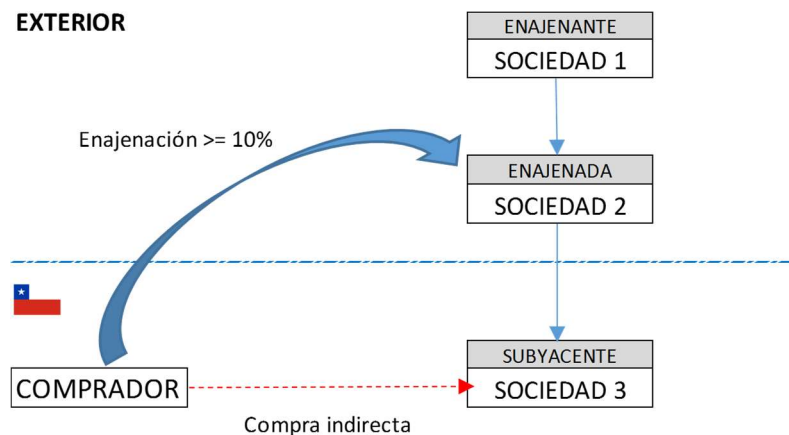 EXTERIOR
ENAJENANTE
SOCIEDAD 1
Enajenación >= 10%
ENAJENADA
SOCIEDAD 2
SUBYACENTE
COMPRADOR
SOCIEDAD 3
Compra indirecta